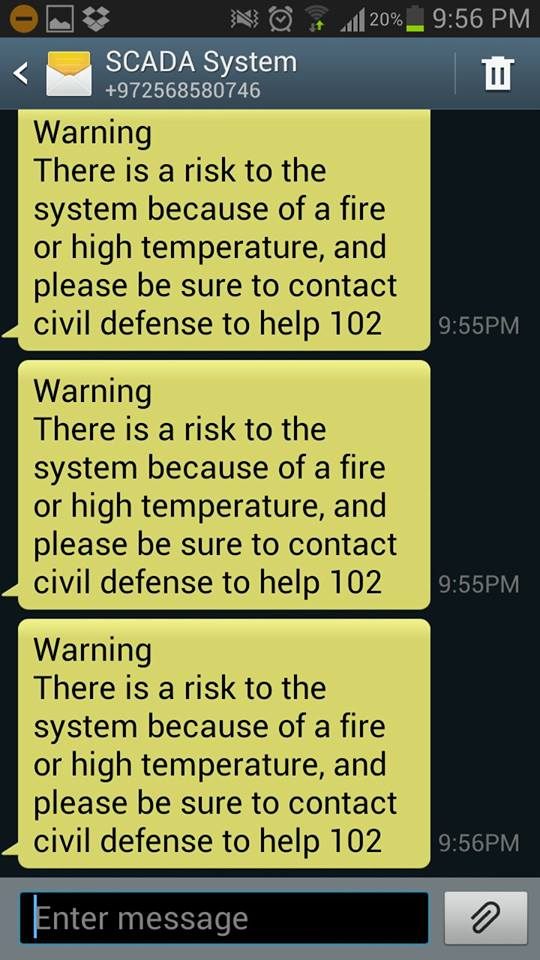 20% 9:56 PM
SCADA System
+972568580746
Warning
There is a risk to the
system because of a fire
or high temperature, and
please be sure to contact
civil defense to help 102
9:55PM
Warning
There is a risk to the
system because of a fire
or high temperature, and
please be sure to contact
civil defense to help 102
9:55PM
Warning
There is a risk to the
system because of a fire
or high temperature, and
please be sure to contact
civil defense to help 102
9:56PM
Enter message